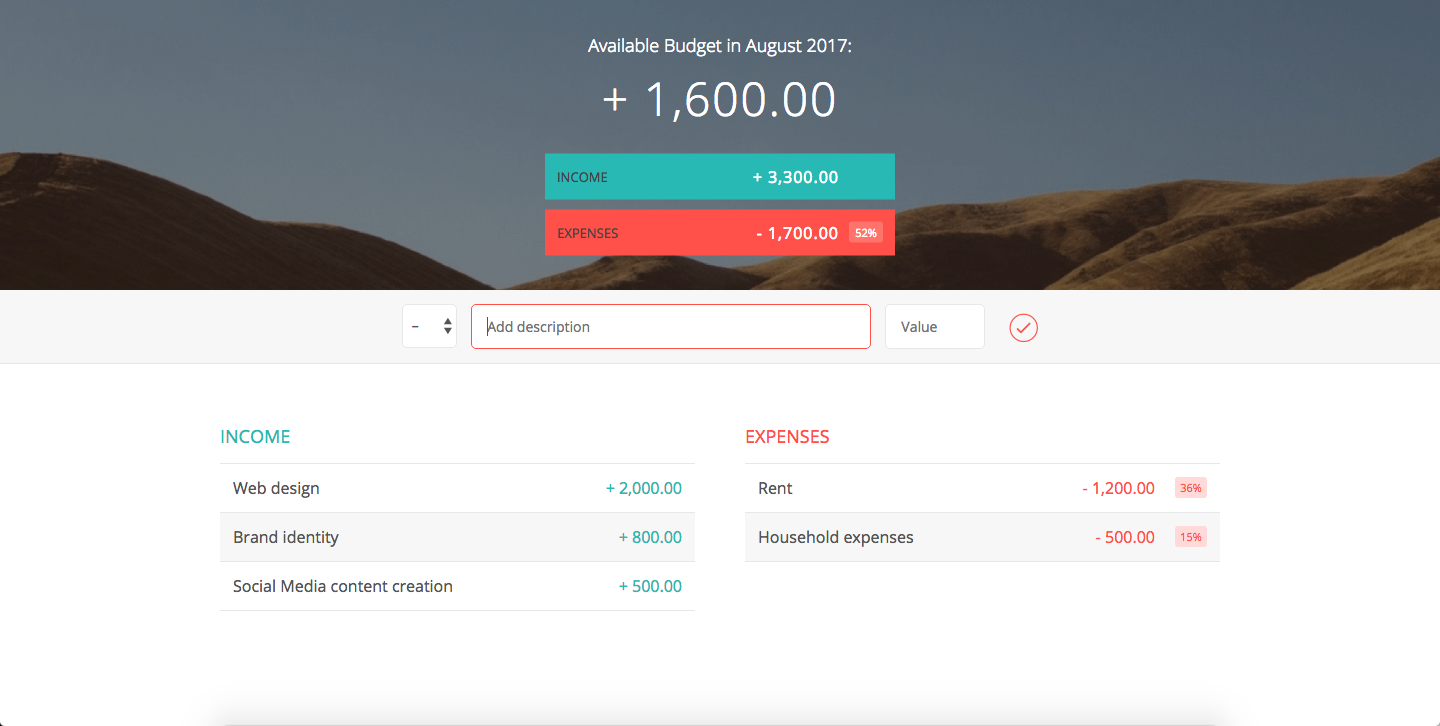 Available Budget in August 2017:
+ 1,600.00
INCOME + 3,300.00
EXPENSES - 1,700.00 52%
– Add description Value
INCOME
Web design + 2,000.00
Brand identity + 800.00
Social Media content creation + 500.00
EXPENSES
Rent - 1,200.00 36%
Household expenses - 500.00 15%